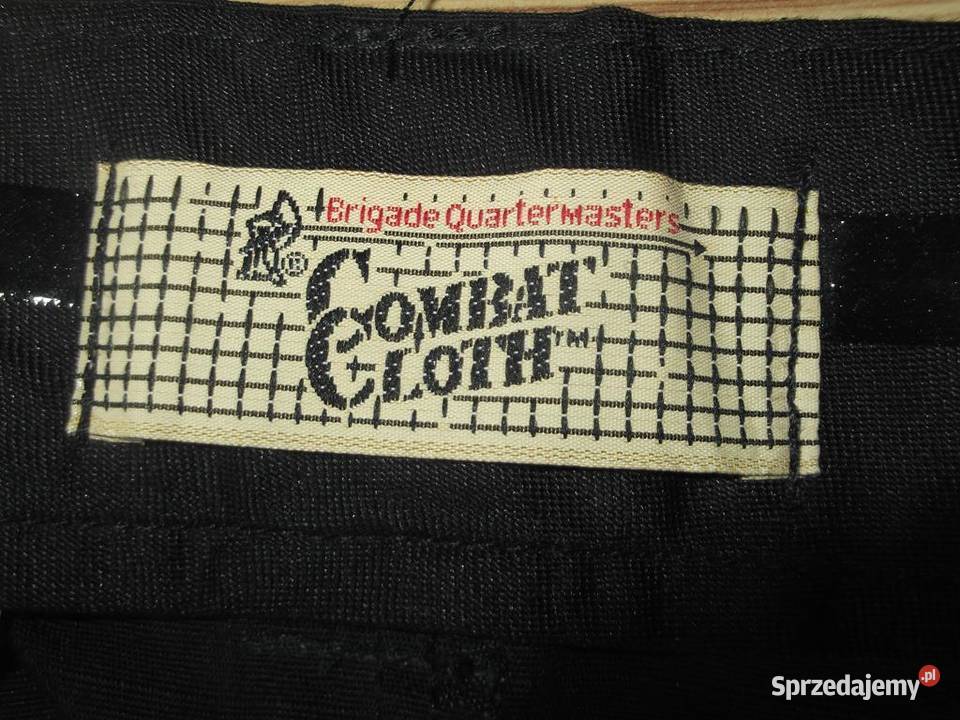 Brigade Quartermasters
®
COMBAT
CLOTH™
Sprzedajemy.pl